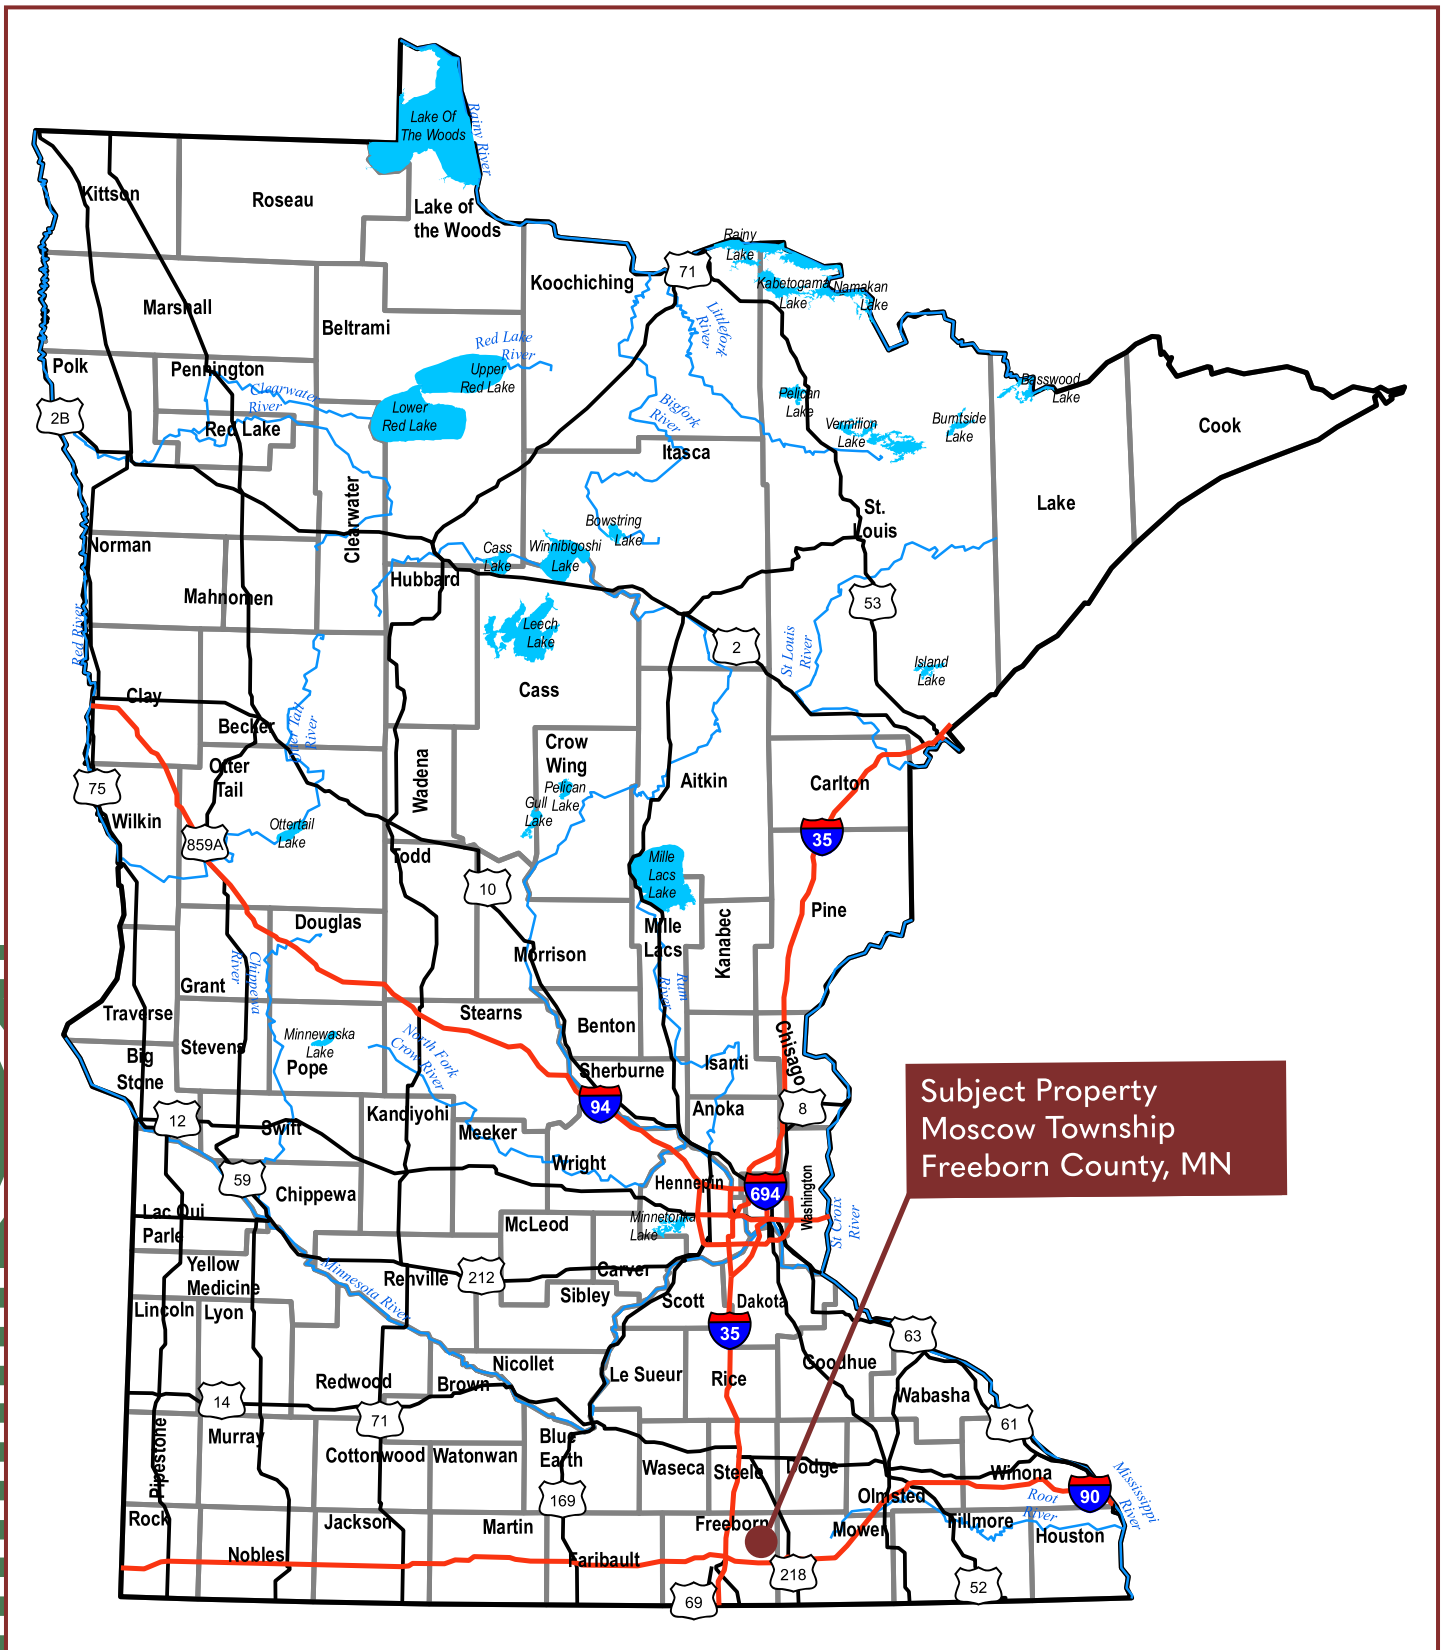 Lake Of
The Woods
Rainy River
Kittson
Roseau
Lake of
the Woods
Rainy
Lake
71
Koochiching
Kabetogama
Lake
Namakan
Lake
Marshall
Beltrami
Littlefork
River
Red Lake
River
Polk
Pennington
Upper
Red Lake
Clearwater
River
Basswood
Lake
Pelican
Lake
2B
Lower
Red Lake
Bigfork
River
Red Lake
Vermilion
Lake
Burntside
Lake
Cook
Itasca
Clearwater
Lake
St.
Louis
Bowstring
Lake
Norman
Cass
Lake
Winnibigoshi
Lake
Hubbard
Mahnomen
53
Red River
Leech
Lake
2
St Louis
River
Island
Lake
Clay
Cass
Becker
Otter Tail
River
Otter
Tail
Wadena
Crow
Wing
Pelican
Lake
Gull
Lake
Aitkin
Carlton
75
Wilkin
859A
Ottertail
Lake
35
Todd
Mille
Lacs
Lake
10
Pine
Douglas
Mille
Lacs
Kanabec
Morrison
Chippewa
River
Grant
Rum
River
Traverse
Stearns
Benton
Stevens
Minnewaska
Lake
Pope
North Fork
Crow River
Big
Stone
Chisago
Isanti
Sherburne
94
Subject Property
Moscow Township
Freeborn County, MN
12
Swift
Kandiyohi
Meeker
Anoka
8
Wright
59
Chippewa
Hennepin
694
Washington
Lac Qui
Parle
McLeod
Minnetonka
Lake
St Croix
River
Yellow
Medicine
Minnesota River
Renville
212
Carver
Sibley
Lincoln
Lyon
Scott
Dakota
35
63
Nicollet
Le Sueur
Rice
Goodhue
Redwood
Brown
Wabasha
14
71
61
Pipestone
Murray
Cottonwood
Watonwan
Blue
Earth
Waseca
Steele
Dodge
Winona
Olmsted
169
90
Mississippi
River
Root
River
Rock
Jackson
Martin
Freeborn
Mower
Fillmore
Houston
Nobles
Faribault
218
52
69